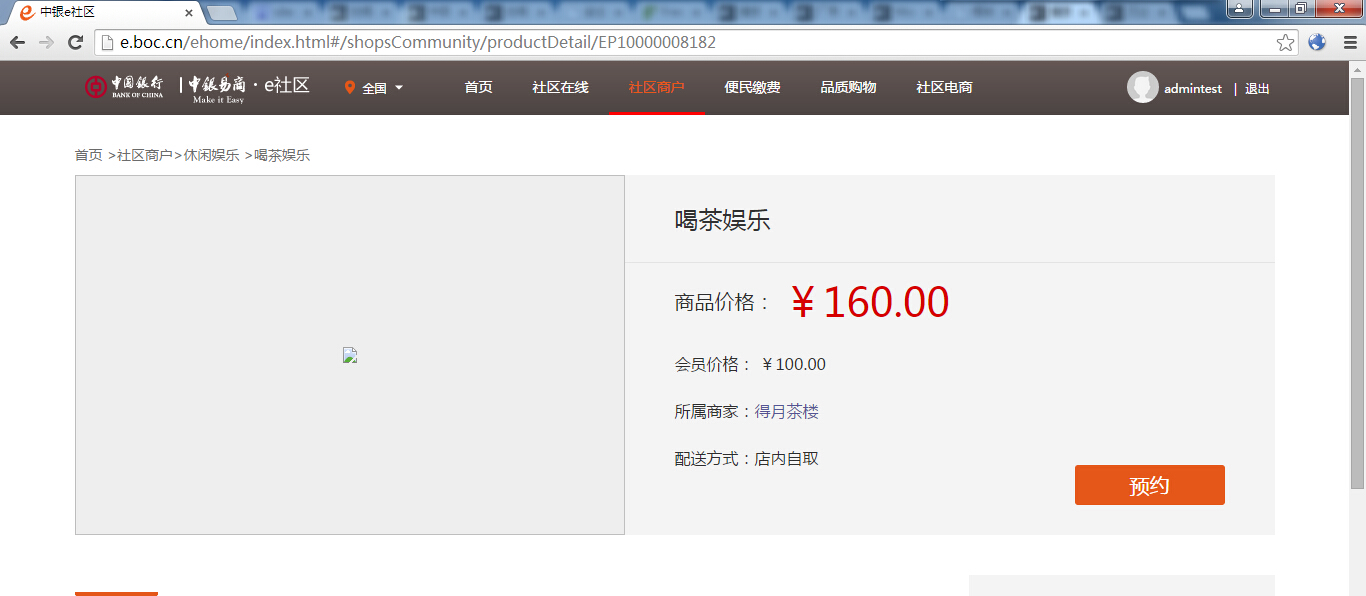 中银e社区
e.boc.cn/ehome/index.html#/shopsCommunity/productDetail/EP10000008182
中国银行 BANK OF CHINA | 中银易商 Make it Easy · e社区 全国 首页 社区在线 社区商户 便民缴费 品质购物 社区电商 admintest | 退出
首页 >社区商户>休闲娱乐 >喝茶娱乐
喝茶娱乐
商品价格： ￥160.00
会员价格： ￥100.00
所属商家：得月茶楼
配送方式：店内自取
预约